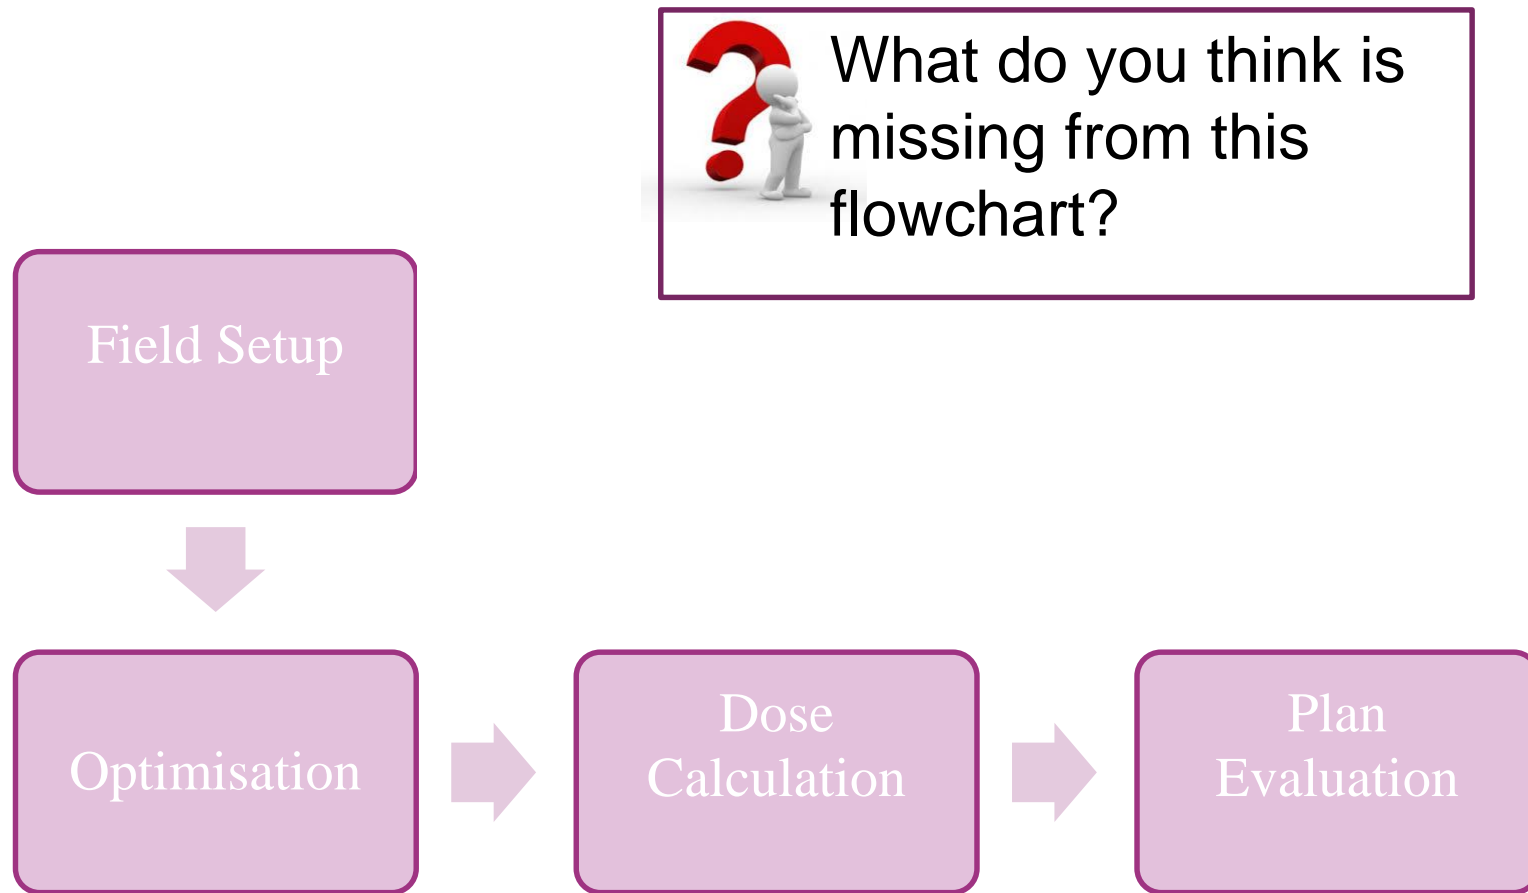 What do you think is
missing from this
flowchart?
Field Setup
Optimisation
Dose
Calculation
Plan
Evaluation